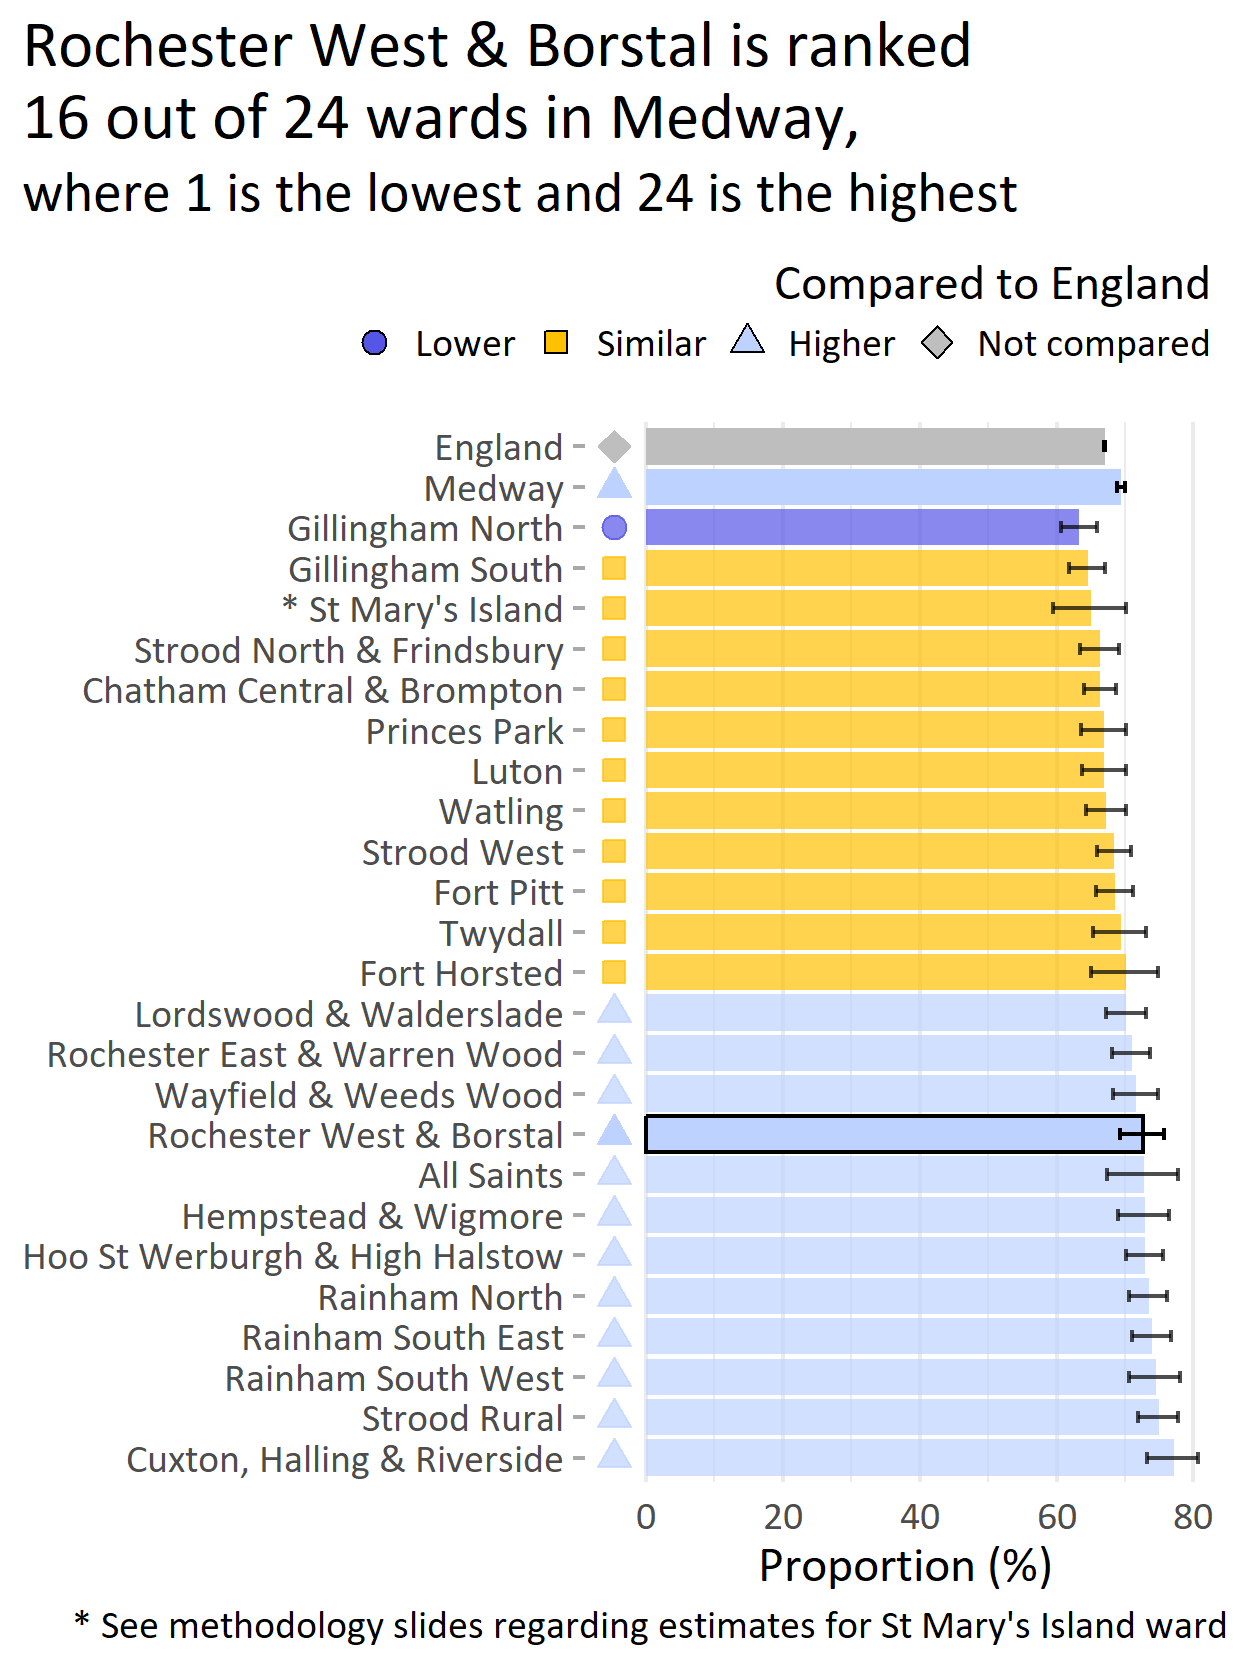 Rochester West & Borstal is ranked
16 out of 24 wards in Medway,
where 1 is the lowest and 24 is the highest
Compared to England
Lower Similar Higher Not compared
England
Medway
Gillingham North
Gillingham South
* St Mary's Island
Strood North & Frindsbury
Chatham Central & Brompton
Princes Park
Luton
Watling
Strood West
Fort Pitt
Twydall
Fort Horsted
Lordswood & Walderslade
Rochester East & Warren Wood
Wayfield & Weeds Wood
Rochester West & Borstal
All Saints
Hempstead & Wigmore
Hoo St Werburgh & High Halstow
Rainham North
Rainham South East
Rainham South West
Strood Rural
Cuxton, Halling & Riverside
0 20 40 60 80
Proportion (%)
* See methodology slides regarding estimates for St Mary's Island ward